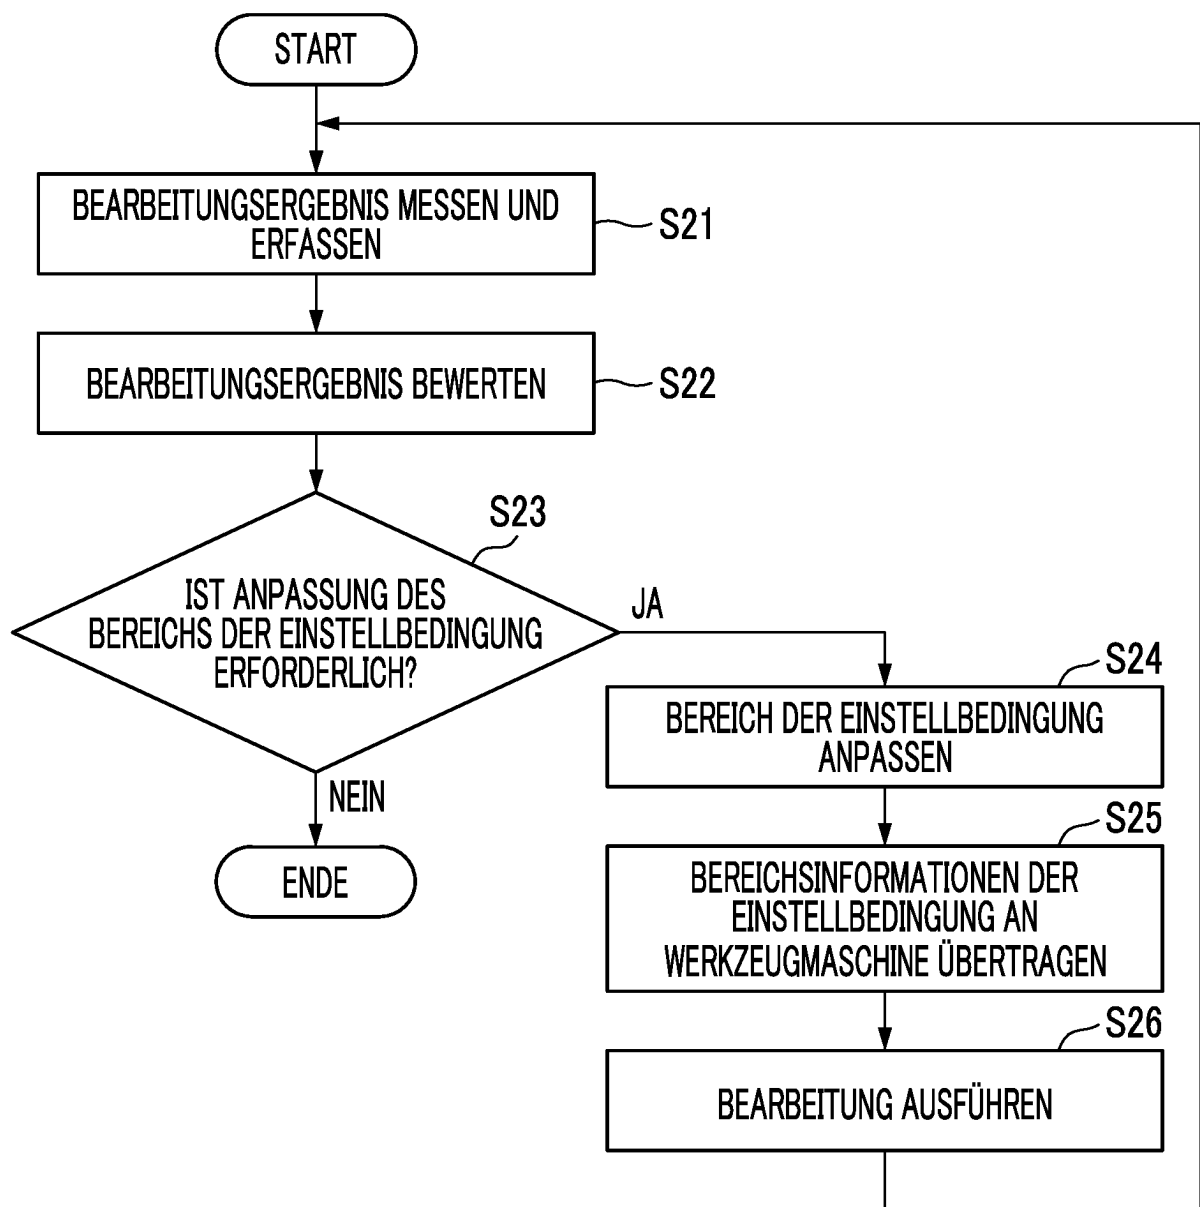 START
BEARBEITUNGSERGEBNIS MESSEN UND
ERFASSEN
S21
BEARBEITUNGSERGEBNIS BEWERTEN
S22
S23
IST ANPASSUNG DES
BEREICHS DER EINSTELLBEDINGUNG
ERFORDERLICH?
JA
NEIN
ENDE
S24
BEREICH DER EINSTELLBEDINGUNG
ANPASSEN
S25
BEREICHSINFORMATIONEN DER
EINSTELLBEDINGUNG AN
WERKZEUGMASCHINE ÜBERTRAGEN
S26
BEARBEITUNG AUSFÜHREN